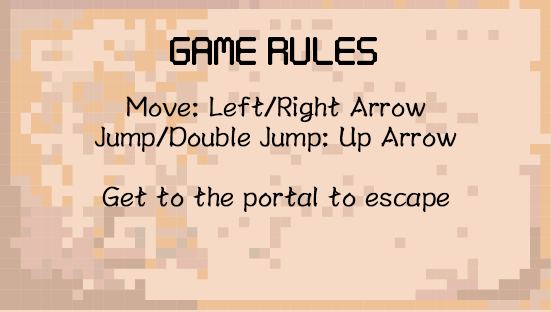 GAME RULES
Move: Left/Right Arrow
Jump/Double Jump: Up Arrow
Get to the portal to escape